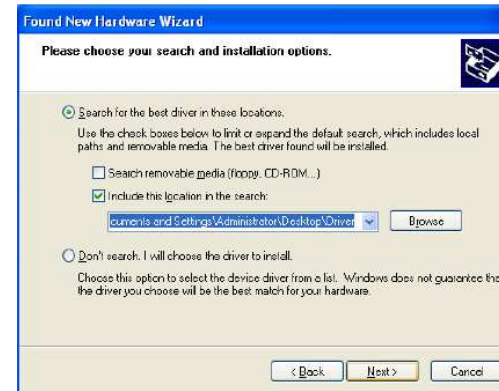 Found New Hardware Wizard
Please choose your search and installation options.
Search for the best driver in these locations.
Use the check boxes below to limit or expand the default search, which includes local
paths and removable media. The best driver found will be installed.
Search removable media (floppy, CD-ROM...)
Include this location in the search:
cuments and Settings\Administrator\Desktop\Driver
Browse
Don't search. I will choose the driver to install.
Choose this option to select the device driver from a list. Windows does not guarantee tha
the driver you choose will be the best match for your hardware.
< Back
Next >
Cancel